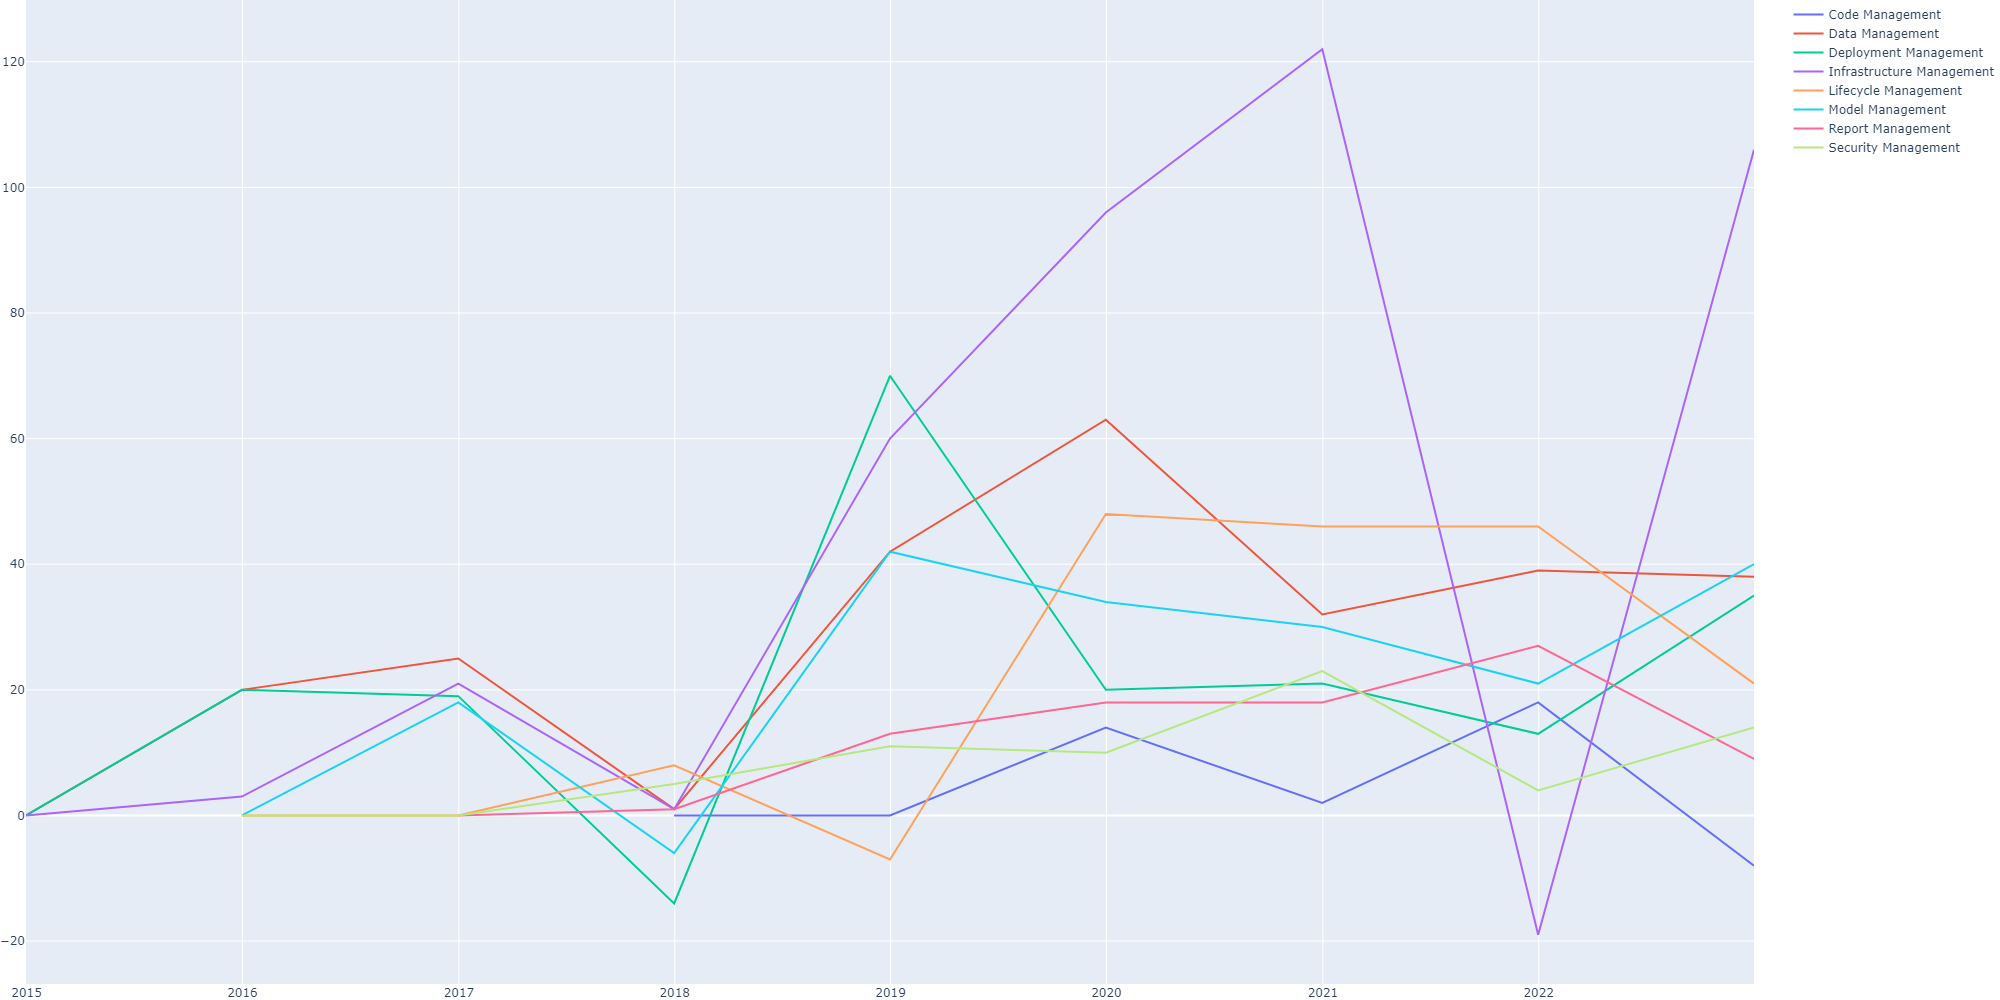 120
100
80
60
40
20
0
−20
2015 2016 2017 2018 2019 2020 2021 2022
Code Management
Data Management
Deployment Management
Infrastructure Management
Lifecycle Management
Model Management
Report Management
Security Management